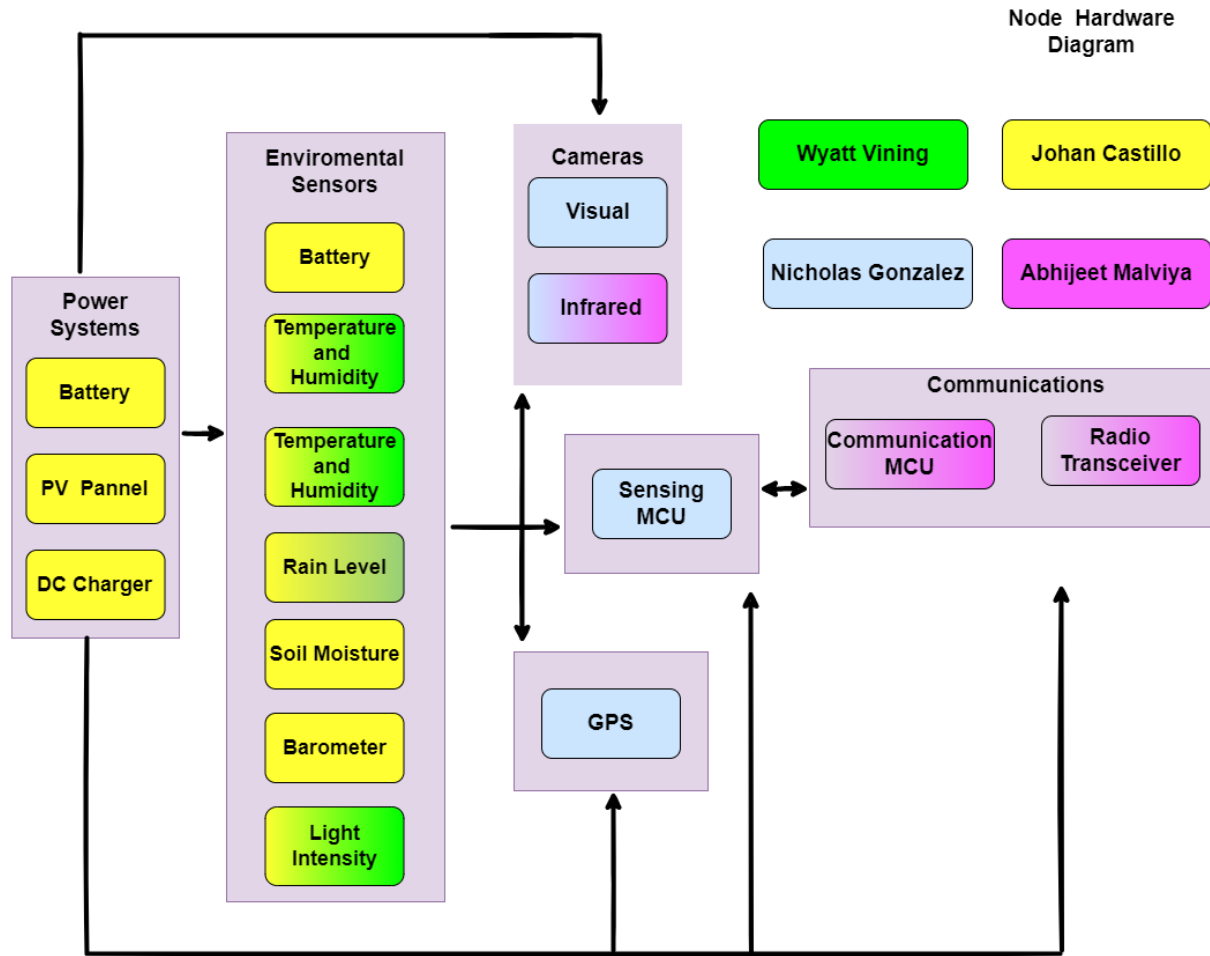 Node Hardware
Diagram
Wyatt Vining
Johan Castillo
Nicholas Gonzalez
Abhijeet Malviya
Power
Systems
Battery
PV Pannel
DC Charger
Enviromental
Sensors
Battery
Temperature
and
Humidity
Temperature
and
Humidity
Rain Level
Soil Moisture
Barometer
Light
Intensity
Cameras
Visual
Infrared
Sensing
MCU
GPS
Communications
Communication
MCU
Radio
Transceiver